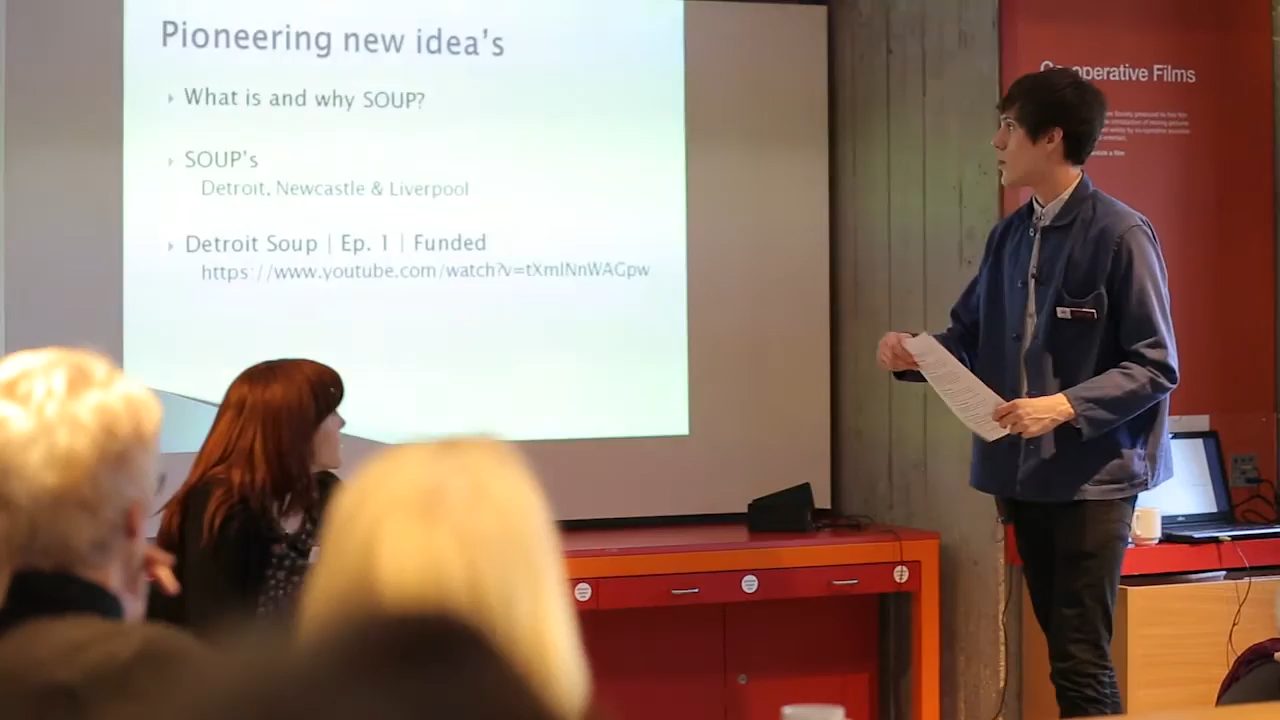 Pioneering new idea's
What is and why SOUP?
SOUP's
Detroit, Newcastle & Liverpool
Detroit Soup | Ep. 1 | Funded
https://www.youtube.com/watch?v=tXmlNnWAGpw
Co-operative Films